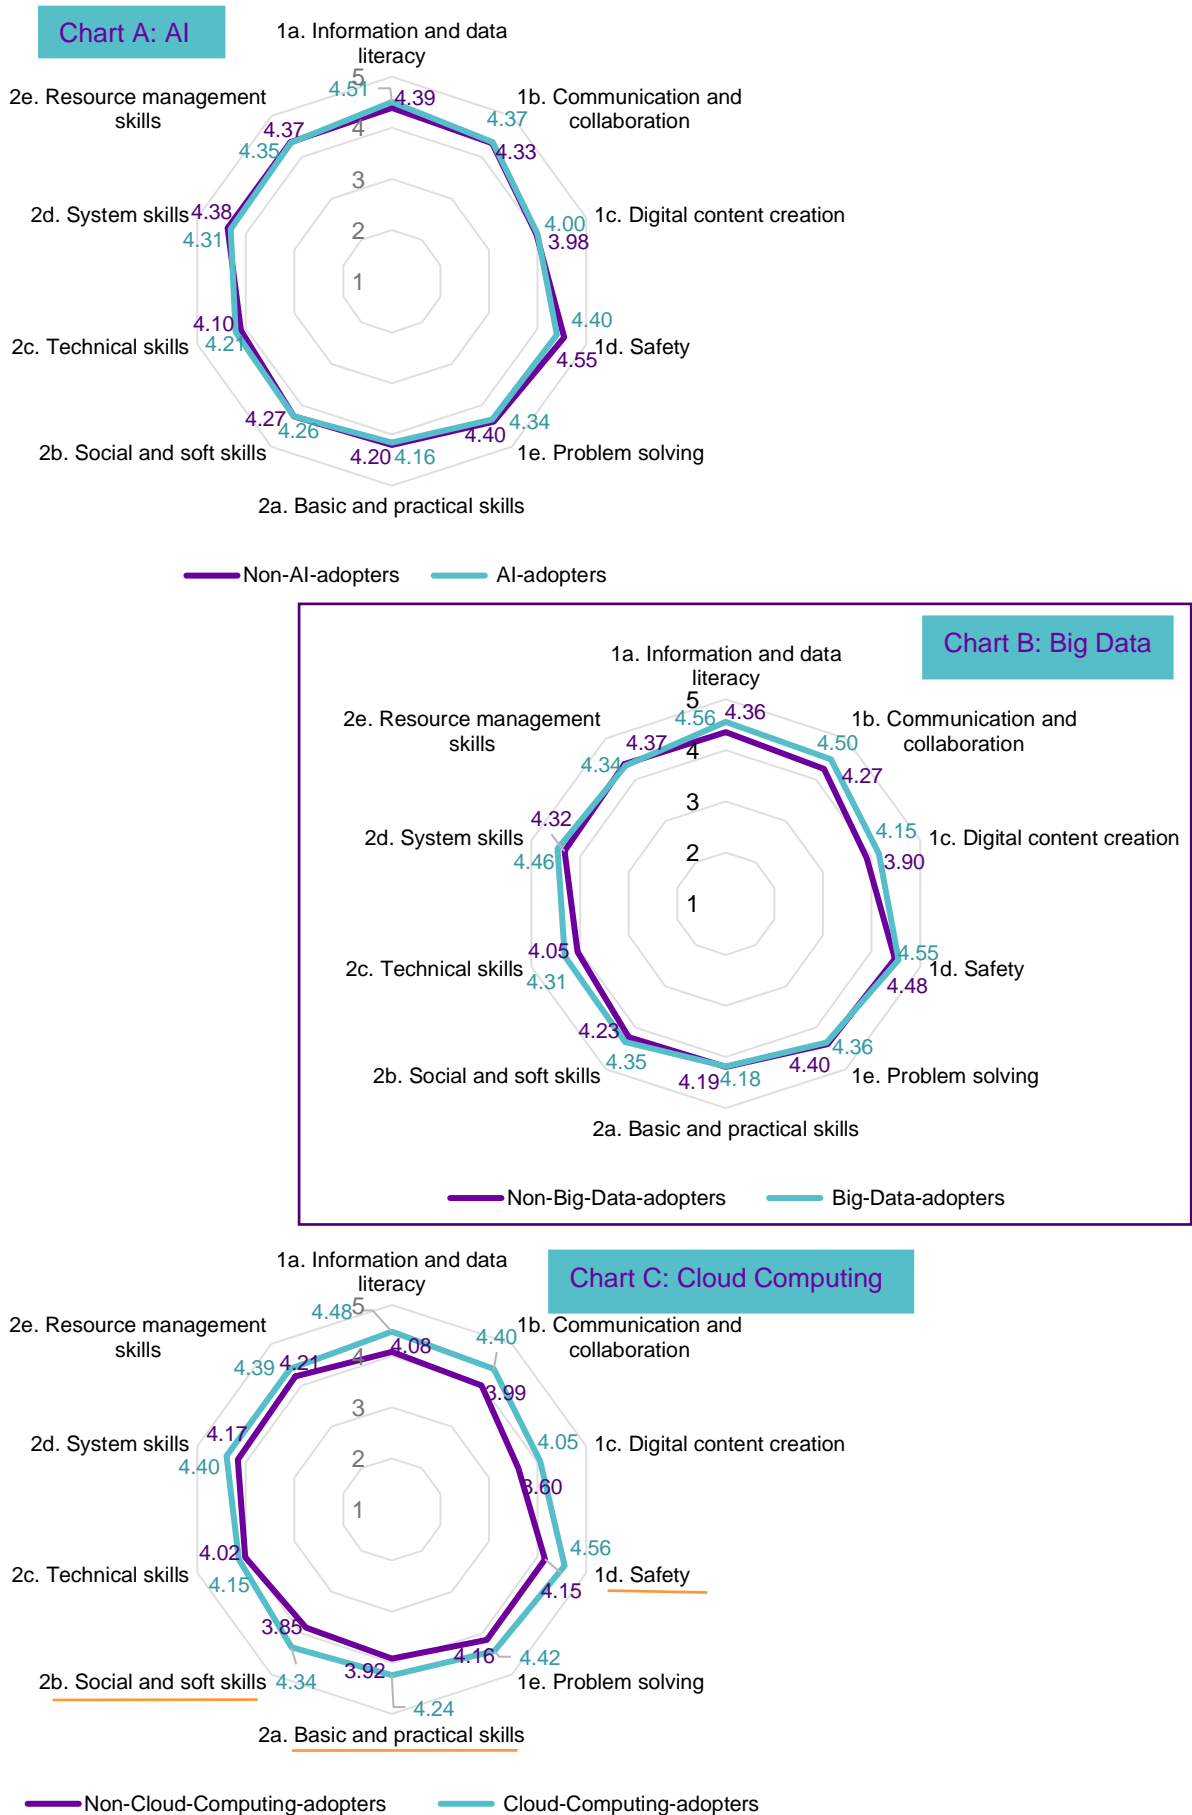 Chart A: AI
1a. Information and data
literacy
5
4.51
4.39
2e. Resource management
skills
1b. Communication and
collaboration
4.37
4.37
4.33
4.35
4
3
2d. System skills
4.38
4.31
1c. Digital content creation
4.00
3.98
2
1
4.40
1d. Safety
4.55
4.10
4.21
2c. Technical skills
4.27
4.26
4.34
4.40
2b. Social and soft skills
4.20
4.16
1e. Problem solving
2a. Basic and practical skills
Non-AI-adopters
AI-adopters
Chart B: Big Data
1a. Information and data
literacy
5
4.56
4.36
2e. Resource management
skills
1b. Communication and
collaboration
4.37
4.50
4.34
4
4.27
3
4.32
2d. System skills
4.46
4.15
1c. Digital content creation
3.90
2
1
4.05
2c. Technical skills
4.31
4.55
1d. Safety
4.48
4.23
4.35
4.36
4.40
2b. Social and soft skills
4.19
4.18
1e. Problem solving
2a. Basic and practical skills
Non-Big-Data-adopters
Big-Data-adopters
Chart C: Cloud Computing
1a. Information and data
literacy
5
4.48
4.08
2e. Resource management
skills
1b. Communication and
collaboration
4.40
4.39
4.21
4
3.99
3
4.17
2d. System skills
4.40
4.05
1c. Digital content creation
3.60
2
1
4.02
2c. Technical skills
4.15
4.56
1d. Safety
4.15
3.85
4.34
4.16
4.42
2b. Social and soft skills
3.92
4.24
1e. Problem solving
2a. Basic and practical skills
Non-Cloud-Computing-adopters
Cloud-Computing-adopters